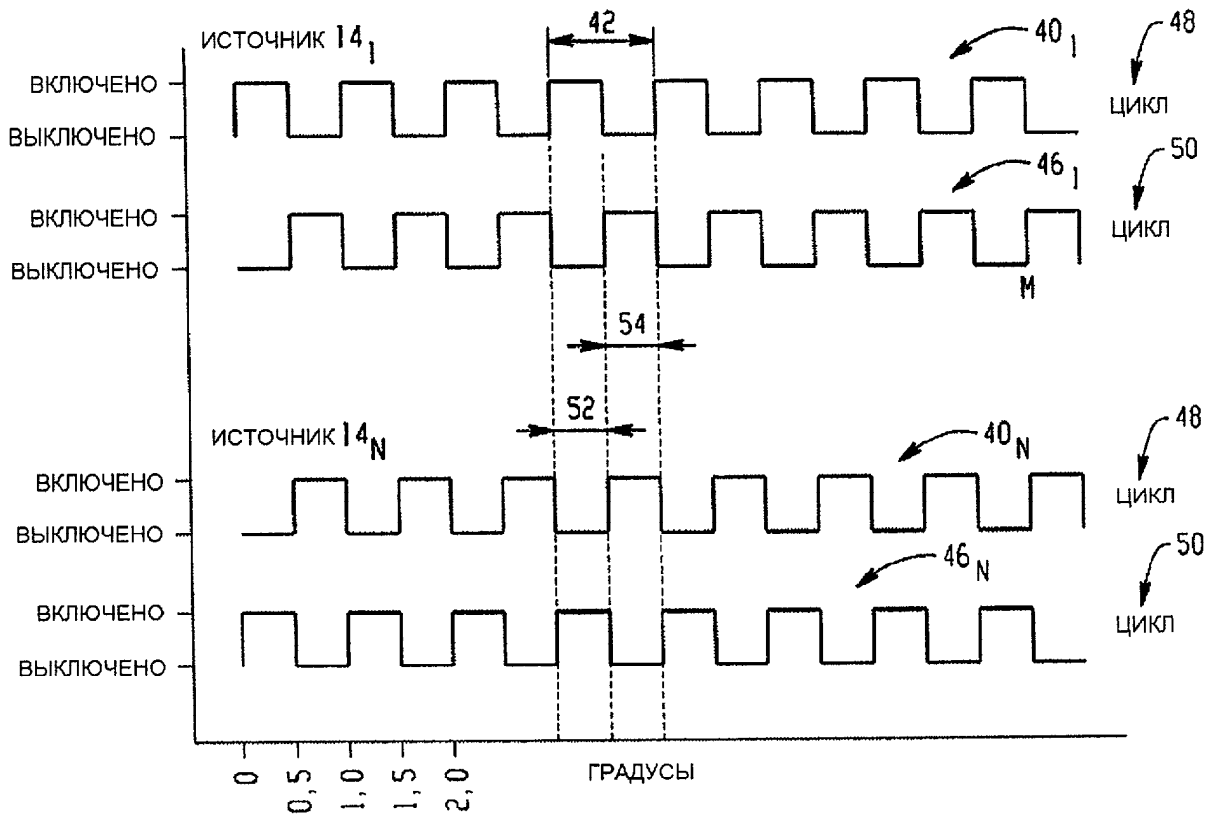 ИСТОЧНИК 14₁
42
40₁
48
ВКЛЮЧЕНО
ЦИКЛ
ВЫКЛЮЧЕНО
46₁
50
ВКЛЮЧЕНО
ЦИКЛ
ВЫКЛЮЧЕНО
M
54
52
ИСТОЧНИК 14N
40N
48
ВКЛЮЧЕНО
ЦИКЛ
ВЫКЛЮЧЕНО
46N
50
ВКЛЮЧЕНО
ЦИКЛ
ВЫКЛЮЧЕНО
0
0,5
1,0
1,5
2,0
ГРАДУСЫ